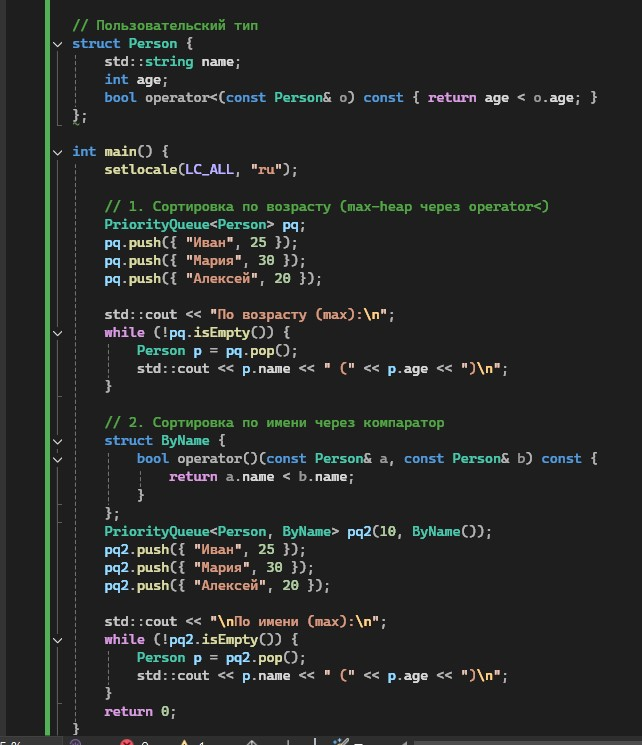 // Пользовательский тип
struct Person {
    std::string name;
    int age;
    bool operator<(const Person& o) const { return age < o.age; }
};

int main() {
    setlocale(LC_ALL, "ru");

    // 1. Сортировка по возрасту (max-heap через operator<)
    PriorityQueue<Person> pq;
    pq.push({ "Иван", 25 });
    pq.push({ "Мария", 30 });
    pq.push({ "Алексей", 20 });

    std::cout << "По возрасту (max):\n";
    while (!pq.isEmpty()) {
        Person p = pq.pop();
        std::cout << p.name << " (" << p.age << ")\n";
    }

    // 2. Сортировка по имени через компаратор
    struct ByName {
        bool operator()(const Person& a, const Person& b) const {
            return a.name < b.name;
        }
    };
    PriorityQueue<Person, ByName> pq2(10, ByName());
    pq2.push({ "Иван", 25 });
    pq2.push({ "Мария", 30 });
    pq2.push({ "Алексей", 20 });

    std::cout << "\nПо имени (max):\n";
    while (!pq2.isEmpty()) {
        Person p = pq2.pop();
        std::cout << p.name << " (" << p.age << ")\n";
    }
    return 0;
}